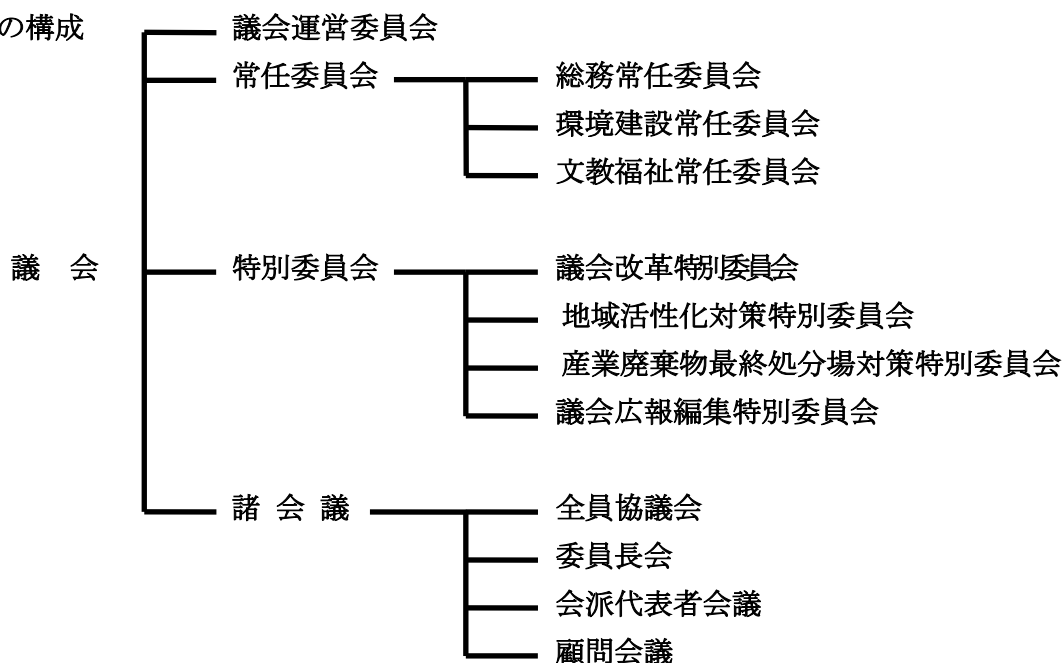 の構成
議会運営委員会
常任委員会 総務常任委員会
環境建設常任委員会
文教福祉常任委員会
議　会 特別委員会 議会改革特別委員会
地域活性化対策特別委員会
産業廃棄物最終処分場対策特別委員会
議会広報編集特別委員会
諸 会 議 全員協議会
委員長会
会派代表者会議
顧問会議